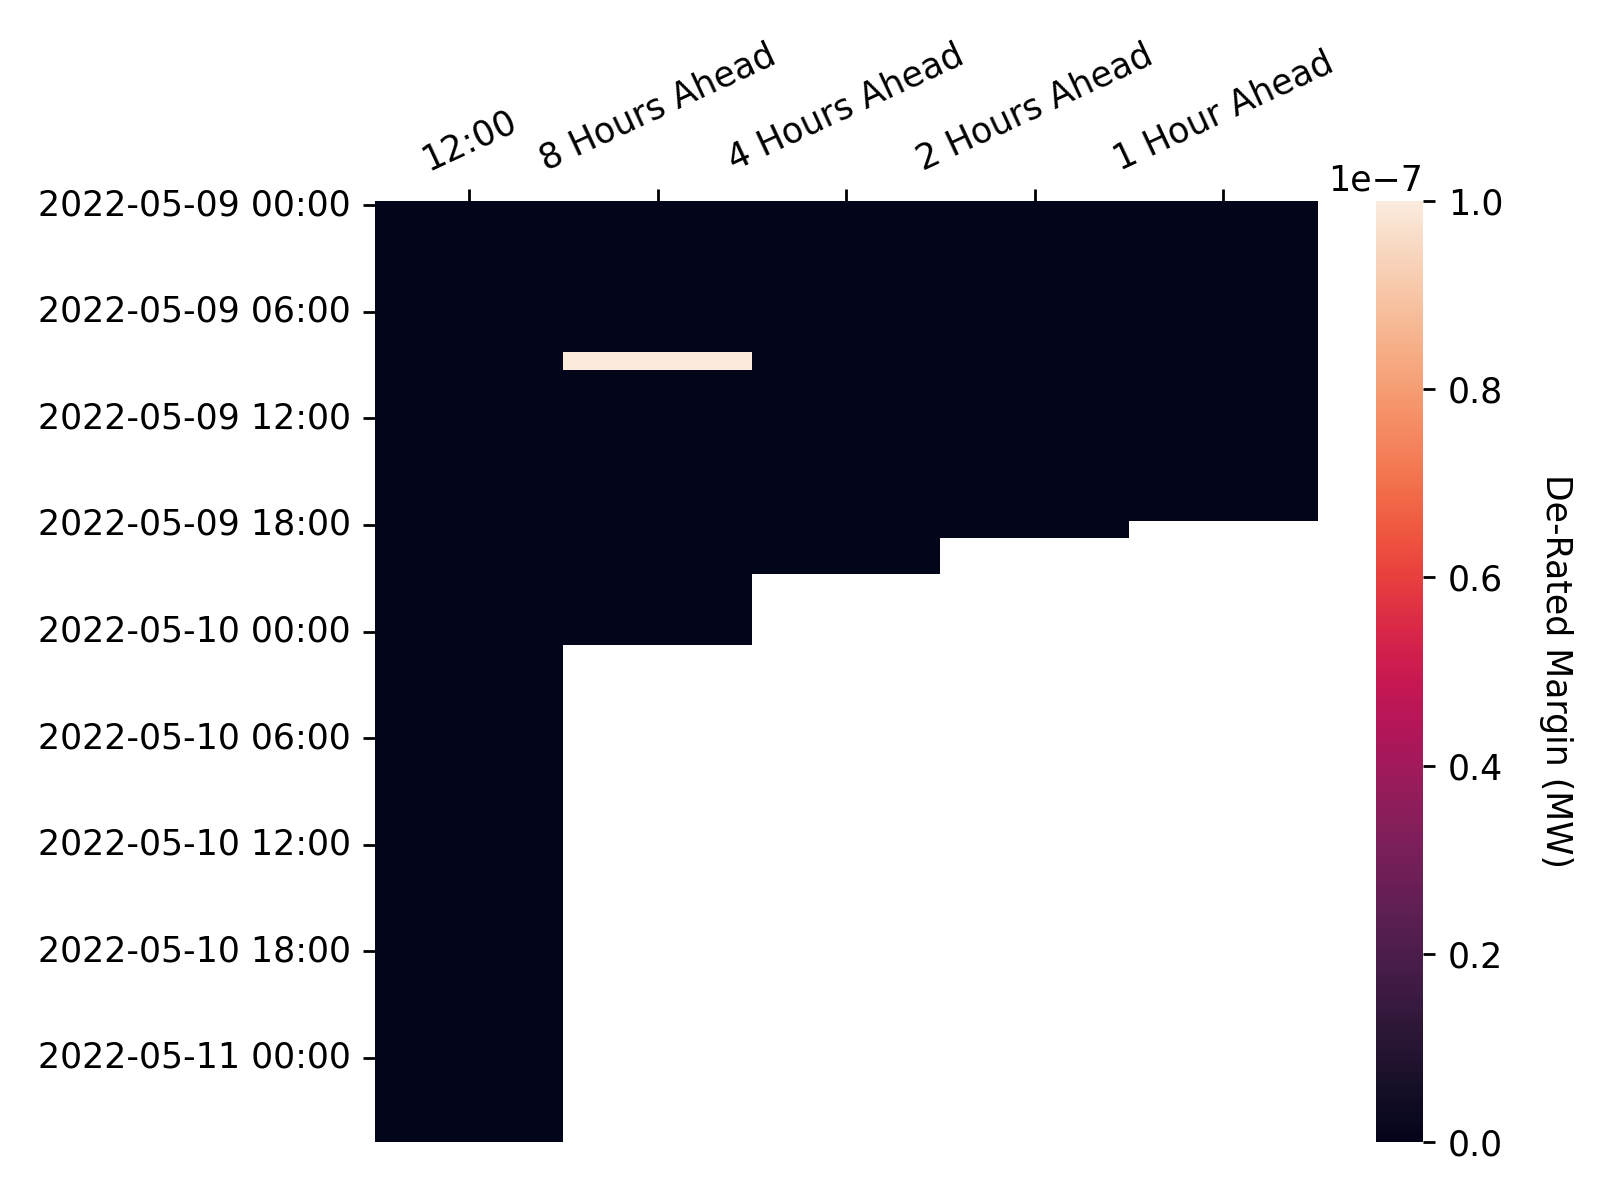 12:00
8 Hours Ahead
4 Hours Ahead
2 Hours Ahead
1 Hour Ahead
2022-05-09 00:00
2022-05-09 06:00
2022-05-09 12:00
2022-05-09 18:00
2022-05-10 00:00
2022-05-10 06:00
2022-05-10 12:00
2022-05-10 18:00
2022-05-11 00:00
1e−7
1.0
0.8
0.6
0.4
0.2
0.0
De-Rated Margin (MW)